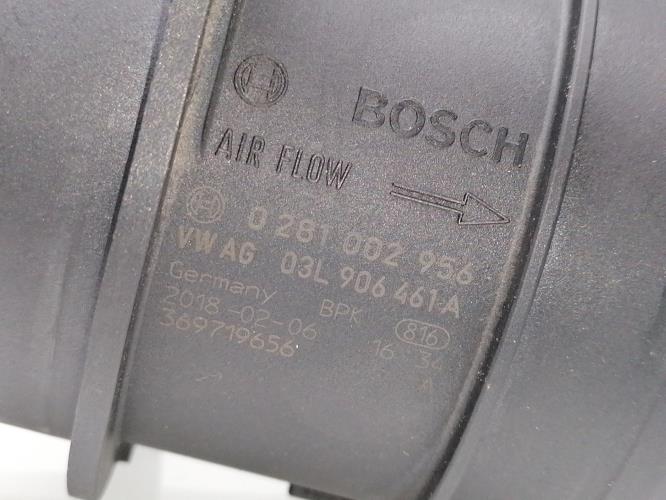 BOSCH
AIR FLOW
0 281 002 956
VW AG 03L 906 461 A
Germany BPK 816
2018-02-06 16 34
369719656 A